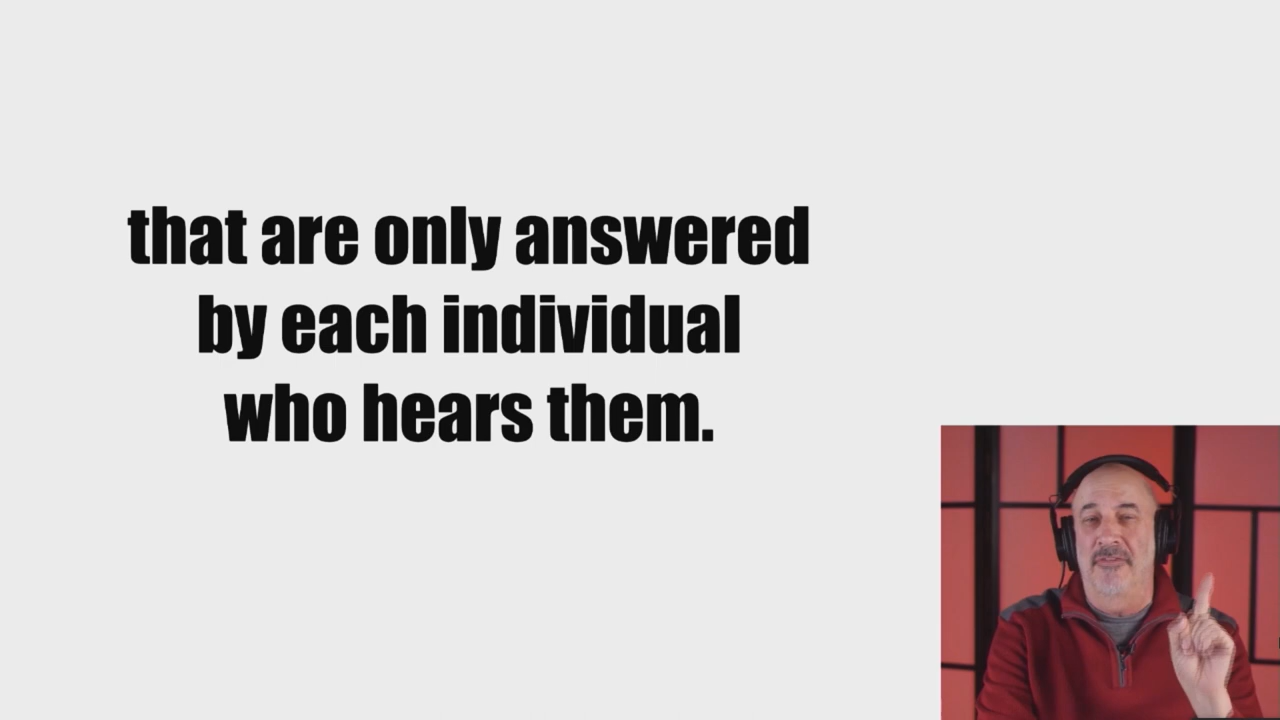 that are only answered
by each individual
who hears them.